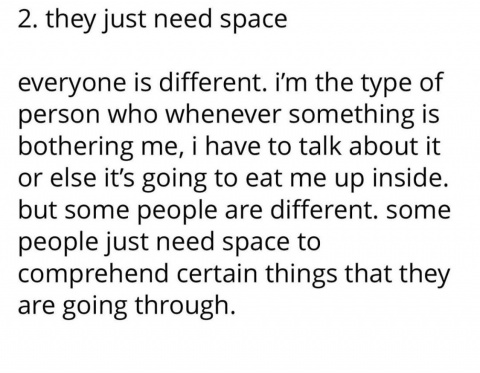 2. they just need space
everyone is different. i'm the type of
person who whenever something is
bothering me, i have to talk about it
or else it's going to eat me up inside.
but some people are different. some
people just need space to
comprehend certain things that they
are going through.